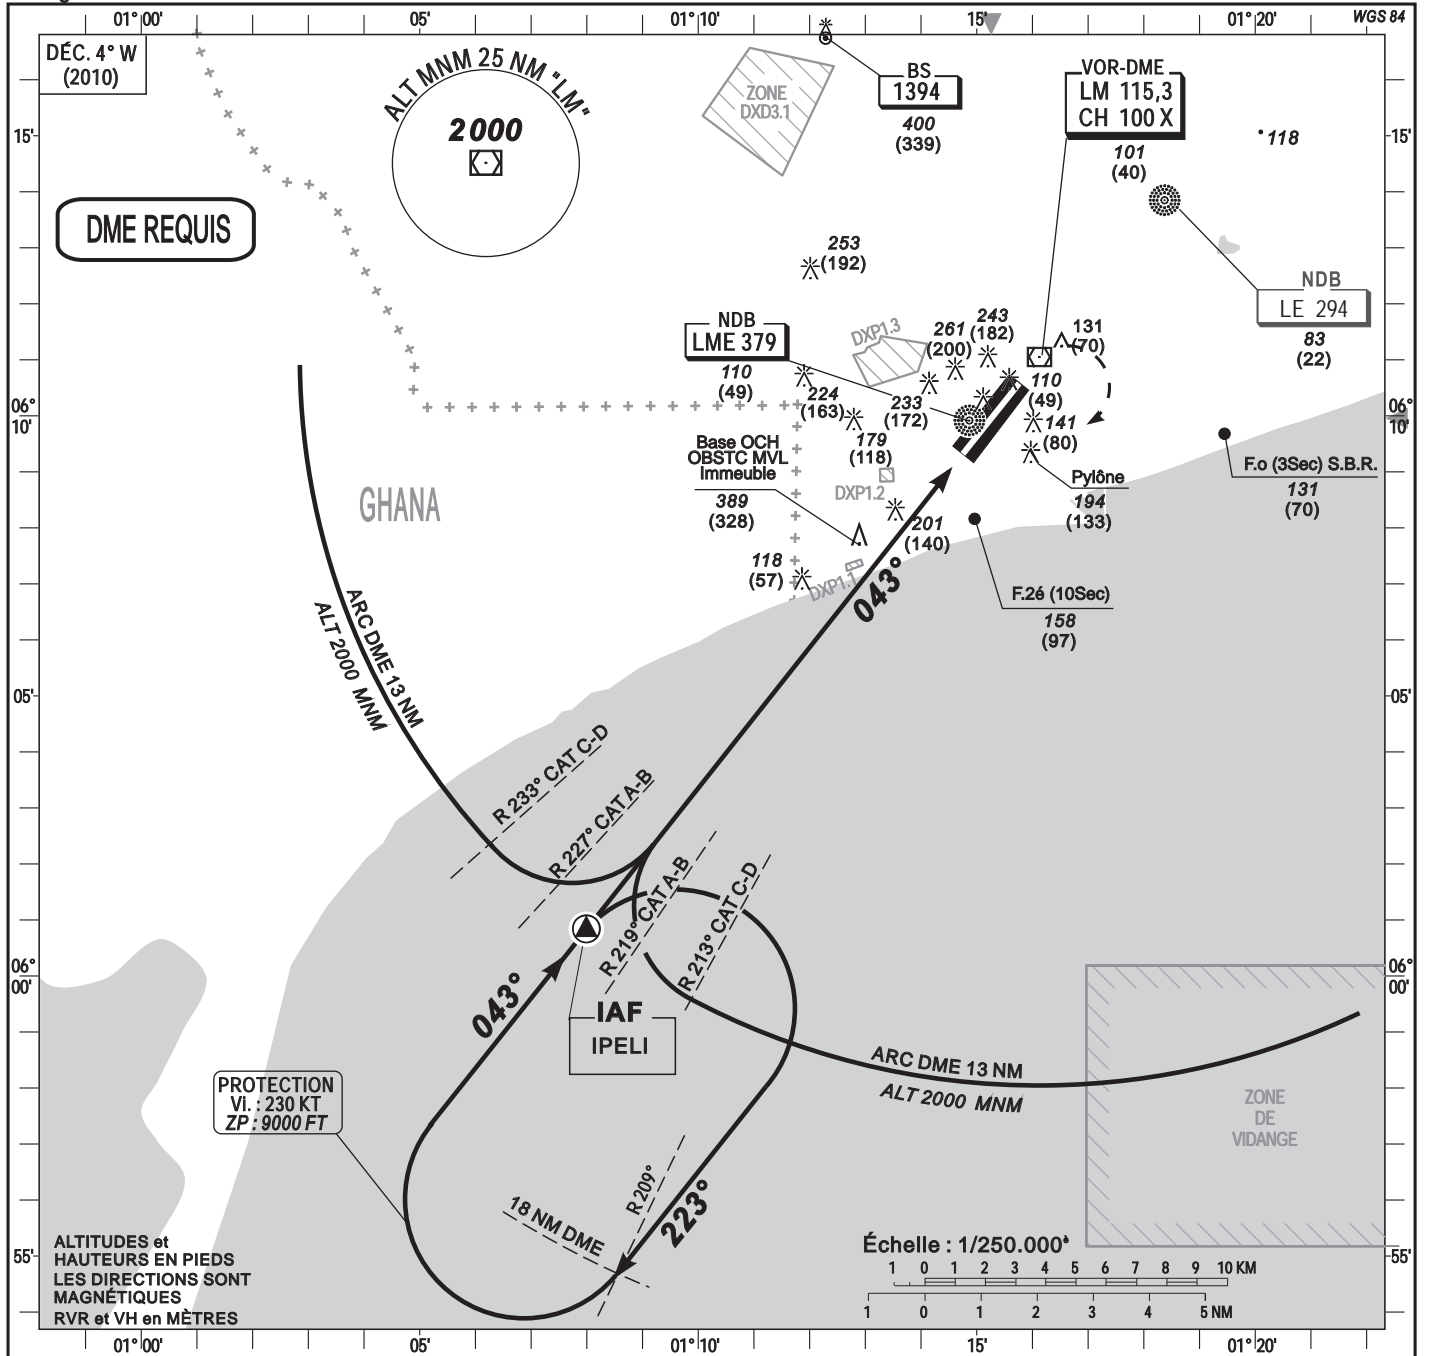 01° 00'
05'
01° 10'
15'
01° 20'
WGS 84
DÉC. 4° W
(2010)
ALT MNM 25 NM "LM"
2 000
DME REQUIS
ZONE
DXD3.1
BS
1394
400
(339)
VOR-DME
LM 115,3
CH 100 X
101
(40)
118
15'
15'
253
(192)
NDB
LE 294
83
(22)
NDB
LME 379
110
(49)
DXP1.3
261
(200)
243
(182)
131
(70)
224
(163)
233
(172)
110
(49)
179
(118)
141
(80)
06°
10'
06°
10'
Base OCH
OBSTC MVL
Immeuble
389
(328)
DXP1.2
Pylône
194
(133)
F.o (3Sec) S.B.R.
131
(70)
GHANA
201
(140)
118
(57)
DXP1.1
043°
F.2é (10Sec)
158
(97)
ARC DME 13 NM
ALT 2000 MNM
05'
05'
R 233° CAT C-D
R 227° CAT A-B
R 219° CAT A-B
R 213° CAT C-D
06°
00'
06°
00'
043°
IAF
IPELI
ARC DME 13 NM
ALT 2000 MNM
PROTECTION
Vi. : 230 KT
ZP : 9000 FT
ZONE
DE
VIDANGE
R 209°
223°
18 NM DME
ALTITUDES et
HAUTEURS EN PIEDS
LES DIRECTIONS SONT
MAGNÉTIQUES
RVR et VH en MÈTRES
55'
55'
Échelle : 1/250.000è
1 0 1 2 3 4 5 6 7 8 9 10 KM
1 0 1 2 3 4 5 NM
01° 00'
05'
01° 10'
15'
01° 20'